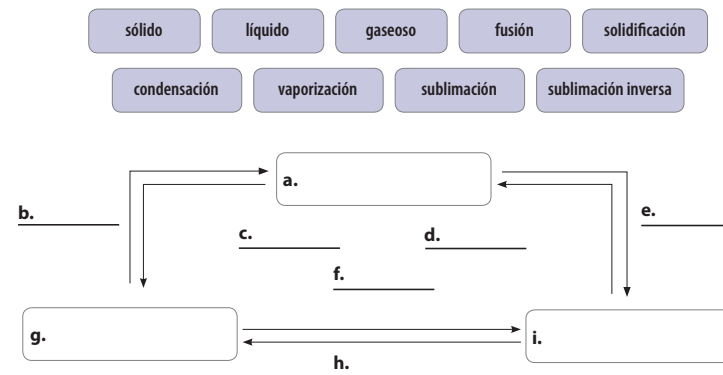 sólido líquido gaseoso fusión solidificación
condensación vaporización sublimación sublimación inversa
a.
b.
e.
c. d.
f.
g. i.
h.